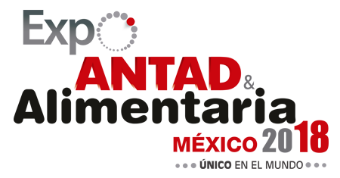 Expo
ANTAD&
Alimentaria
MÉXICO 2018
ÚNICO EN EL MUNDO